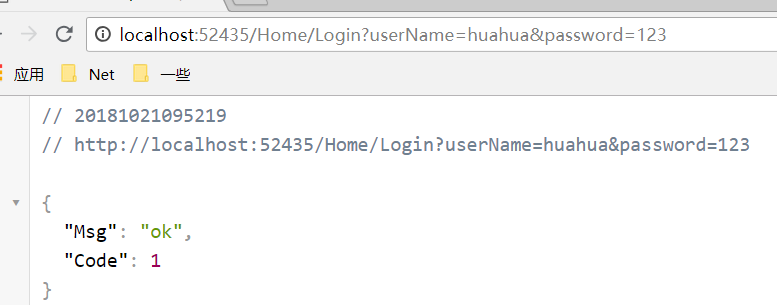 localhost:52435/Home/Login?userName=huahua&password=123
应用 Net 一些
// 20181021095219
// http://localhost:52435/Home/Login?userName=huahua&password=123
{
"Msg": "ok",
"Code": 1
}